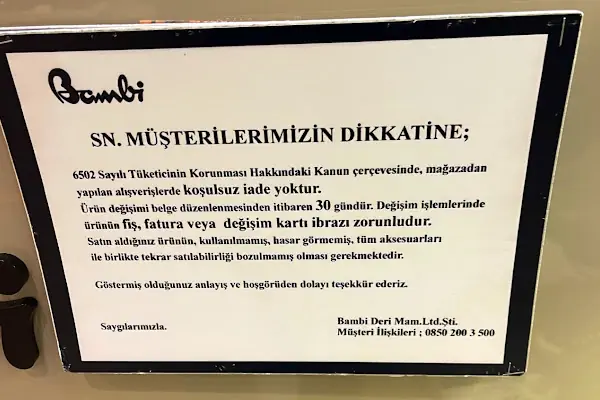 Bambi
SN. MÜŞTERİLERİMİZİN DİKKATİNE;
6502 Sayılı Tüketicinin Korunması Hakkındaki Kanun çerçevesinde, mağazadan
yapılan alışverişlerde koşulsuz iade yoktur.
Ürün değişimi belge düzenlenmesinden itibaren 30 gündür. Değişim işlemlerinde
ürünün fiş, fatura veya değişim kartı ibrazı zorunludur.
Satın aldığınız ürünün, kullanılmamış, hasar görmemiş, tüm aksesuarları
ile birlikte tekrar satılabilirliği bozulmamış olması gerekmektedir.
Göstermiş olduğunuz anlayış ve hoşgörüden dolayı teşekkür ederiz.
Saygılarımızla.
Bambi Deri Mam.Ltd.Şti.
Müşteri İlişkileri ; 0850 200 3 500